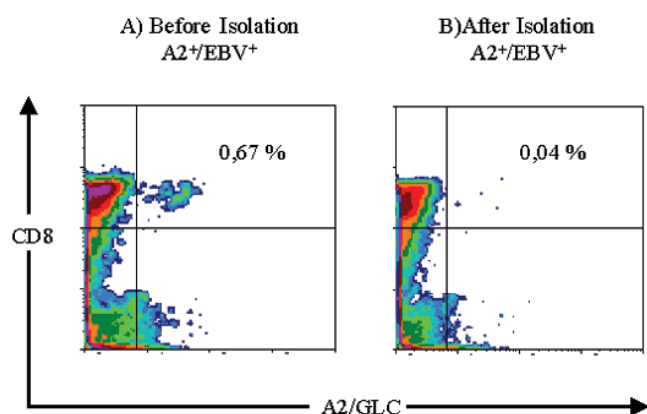 A) Before Isolation
A2⁺/EBV⁺
B)After Isolation
A2⁺/EBV⁺
0,67 %
0,04 %
CD8
A2/GLC